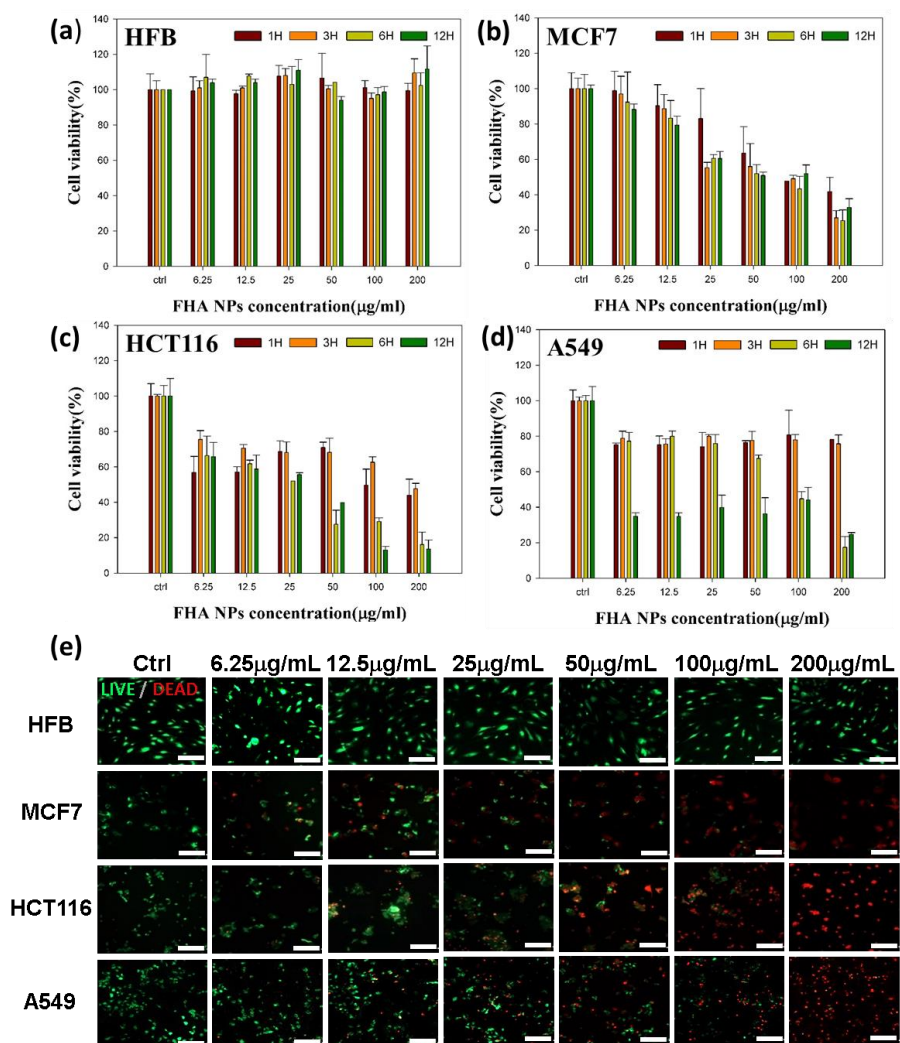 (a) HFB 1H 3H 6H 12H
140
120
100
80
60
40
20
0
Cell viability(%)
ctrl 6.25 12.5 25 50 100 200
FHA NPs concentration(μg/ml)
(b) MCF7 1H 3H 6H 12H
140
120
100
80
60
40
20
0
Cell viability(%)
ctrl 6.25 12.5 25 50 100 200
FHA NPs concentration(μg/ml)
(c) HCT116 1H 3H 6H 12H
140
120
100
80
60
40
20
0
Cell viability(%)
ctrl 6.25 12.5 25 50 100 200
FHA NPs concentration(μg/ml)
(d) A549 1H 3H 6H 12H
140
120
100
80
60
40
20
0
Cell viability(%)
ctrl 6.25 12.5 25 50 100 200
FHA NPs concentration(μg/ml)
(e)
Ctrl 6.25μg/mL 12.5μg/mL 25μg/mL 50μg/mL 100μg/mL 200μg/mL
LIVE / DEAD
HFB
MCF7
HCT116
A549